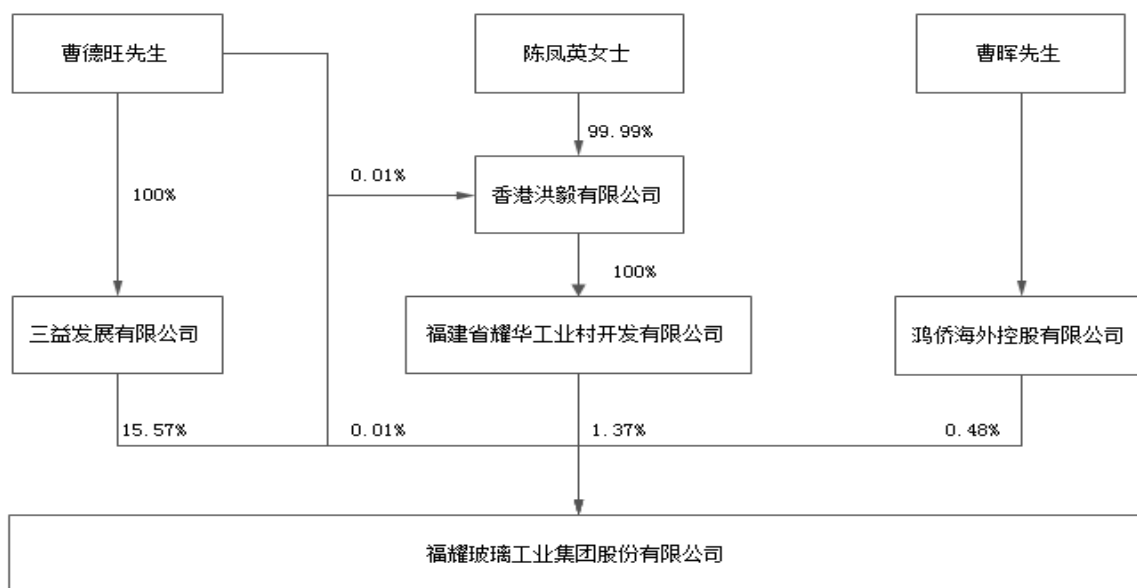 曹德旺先生
陈凤英女士
曹晖先生
99.99%
0.01%
100%
香港洪毅有限公司
100%
三益发展有限公司
福建省耀华工业村开发有限公司
鸿侨海外控股有限公司
15.57%
0.01%
1.37%
0.48%
福耀玻璃工业集团股份有限公司